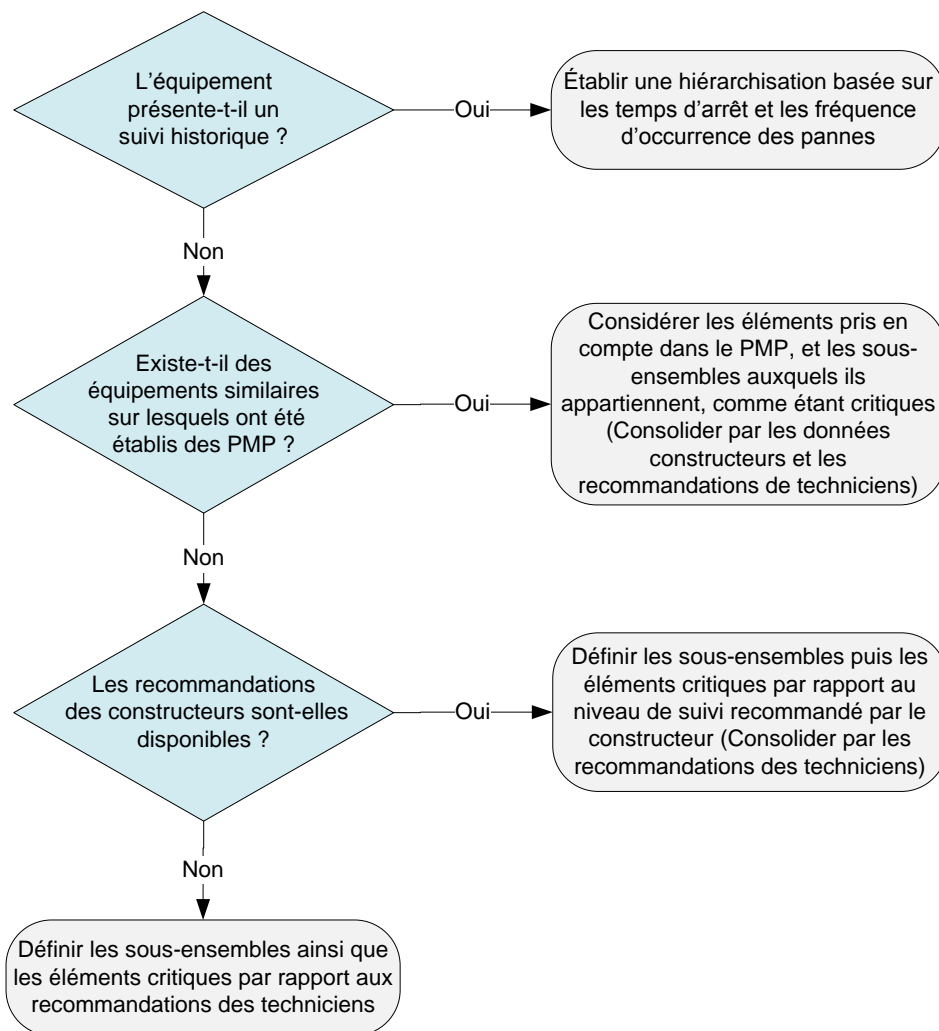 L'équipement
présente-t-il un
suivi historique ?
Oui
Établir une hiérarchisation basée sur
les temps d'arrêt et les fréquence
d'occurrence des pannes
Non
Existe-t-il des
équipements similaires
sur lesquels ont été
établis des PMP ?
Oui
Considérer les éléments pris en
compte dans le PMP, et les sous-
ensembles auxquels ils
appartiennent, comme étant critiques
(Consolider par les données
constructeurs et les
recommandations de techniciens)
Non
Les recommandations
des constructeurs sont-elles
disponibles ?
Oui
Définir les sous-ensembles puis les
éléments critiques par rapport au
niveau de suivi recommandé par le
constructeur (Consolider par les
recommandations des techniciens)
Non
Définir les sous-ensembles ainsi que
les éléments critiques par rapport aux
recommandations des techniciens